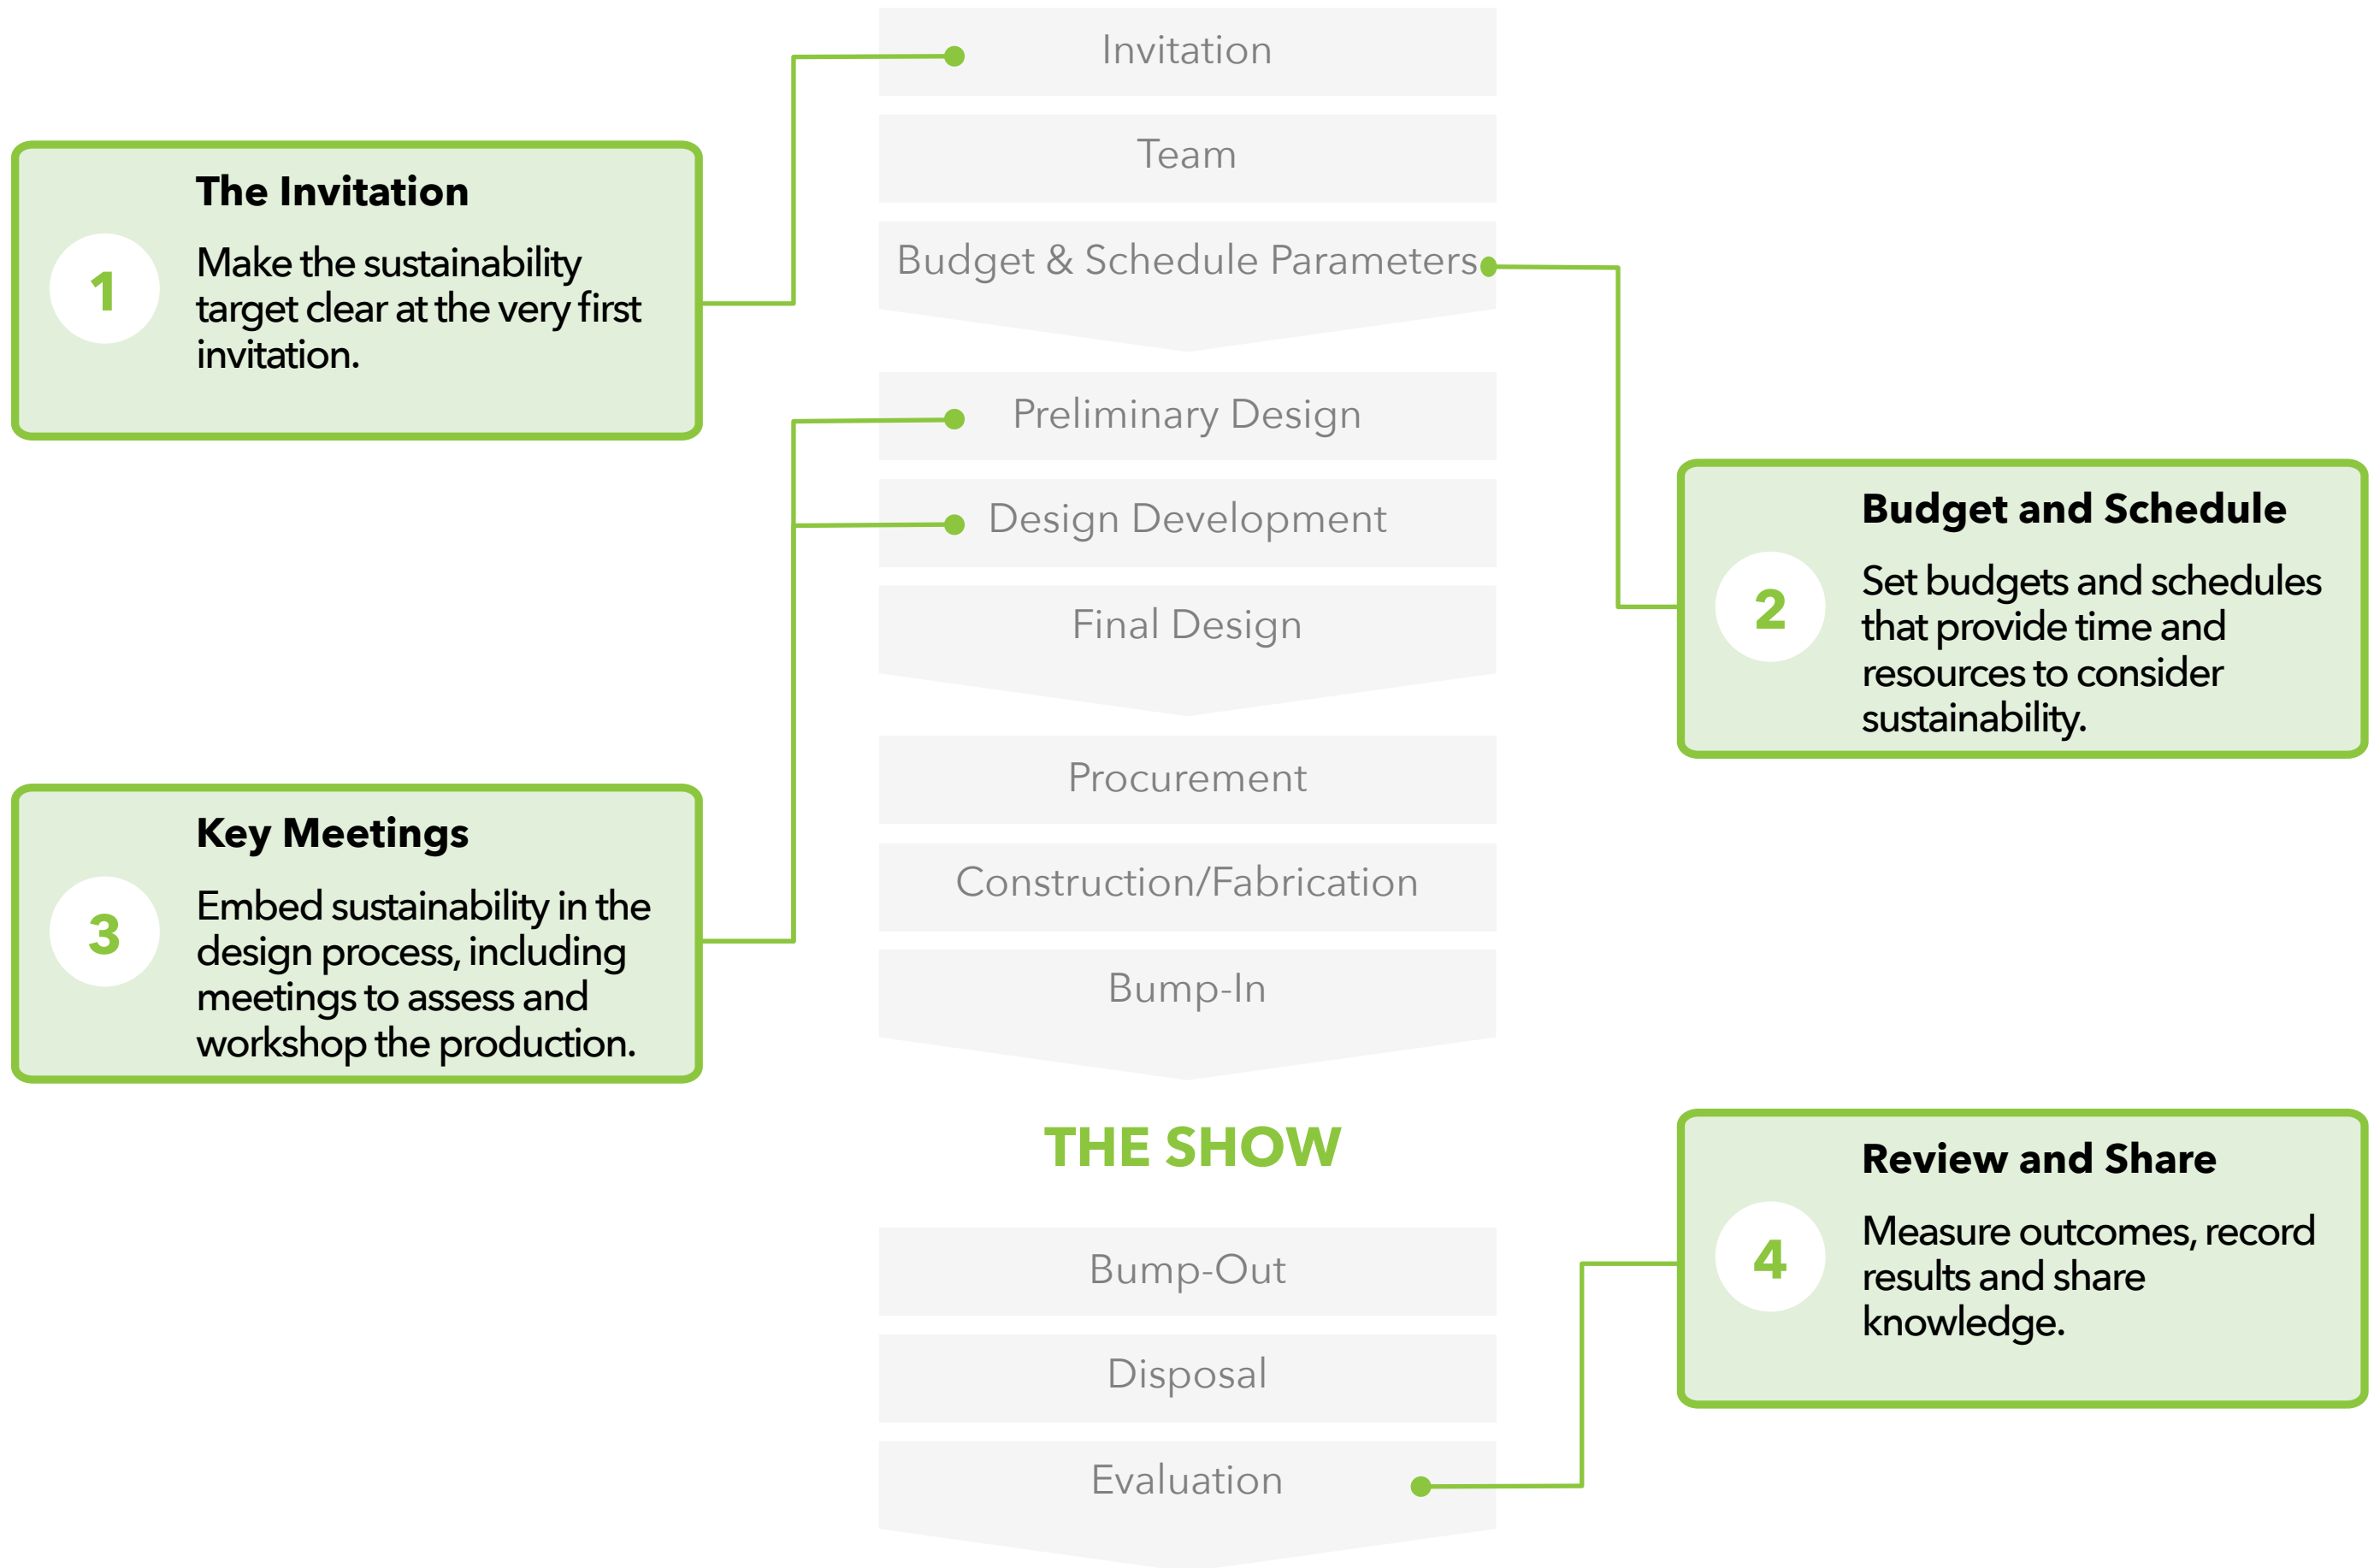 Invitation
Team
Budget & Schedule Parameters
Preliminary Design
Design Development
Final Design
Procurement
Construction/Fabrication
Bump-In
THE SHOW
Bump-Out
Disposal
Evaluation
1
The Invitation
Make the sustainability
target clear at the very first
invitation.
2
Budget and Schedule
Set budgets and schedules
that provide time and
resources to consider
sustainability.
3
Key Meetings
Embed sustainability in the
design process, including
meetings to assess and
workshop the production.
4
Review and Share
Measure outcomes, record
results and share
knowledge.